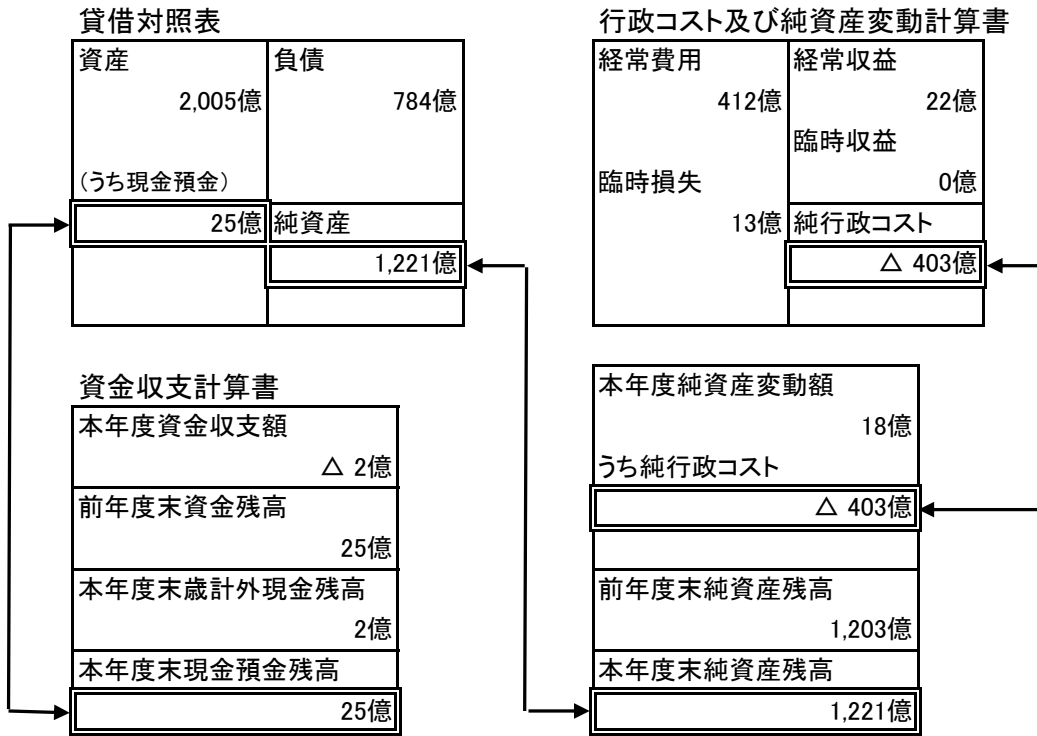 貸借対照表
資産
2,005億
(うち現金預金)
25億
負債
784億
純資産
1,221億
行政コスト及び純資産変動計算書
経常費用
412億
臨時損失
13億
経常収益
22億
臨時収益
0億
純行政コスト
△ 403億
資金収支計算書
本年度資金収支額
△ 2億
前年度末資金残高
25億
本年度末歳計外現金残高
2億
本年度末現金預金残高
25億
本年度純資産変動額
18億
うち純行政コスト
△ 403億
前年度末純資産残高
1,203億
本年度末純資産残高
1,221億